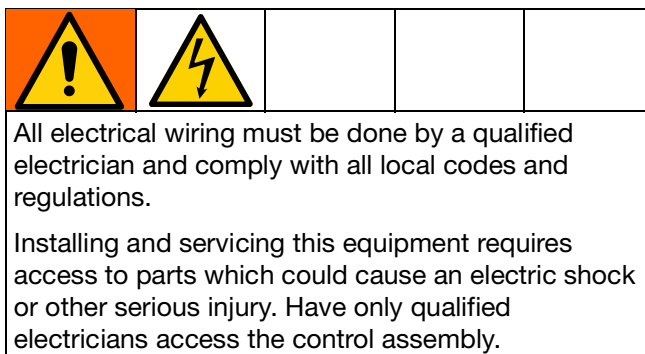 All electrical wiring must be done by a qualified
electrician and comply with all local codes and
regulations.
Installing and servicing this equipment requires
access to parts which could cause an electric shock
or other serious injury. Have only qualified
electricians access the control assembly.